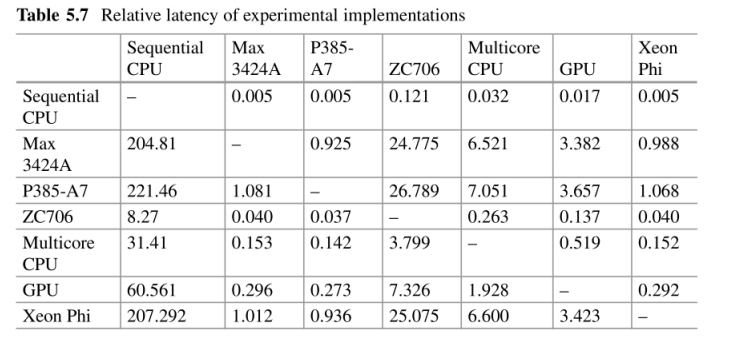 Table 5.7 Relative latency of experimental implementations
Sequential CPU Max 3424A P385-A7 ZC706 Multicore CPU GPU Xeon Phi
Sequential CPU – 0.005 0.005 0.121 0.032 0.017 0.005
Max 3424A 204.81 – 0.925 24.775 6.521 3.382 0.988
P385-A7 221.46 1.081 – 26.789 7.051 3.657 1.068
ZC706 8.27 0.040 0.037 – 0.263 0.137 0.040
Multicore CPU 31.41 0.153 0.142 3.799 – 0.519 0.152
GPU 60.561 0.296 0.273 7.326 1.928 – 0.292
Xeon Phi 207.292 1.012 0.936 25.075 6.600 3.423 –